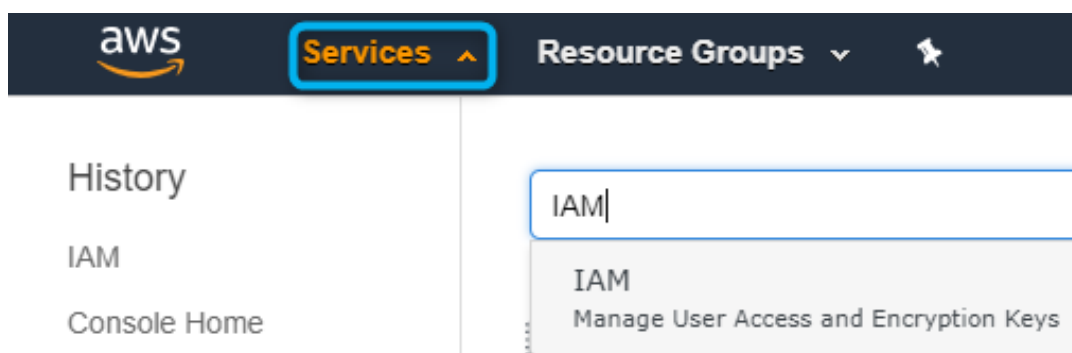 aws
Services
Resource Groups
History
IAM
Console Home
IAM
IAM
Manage User Access and Encryption Keys